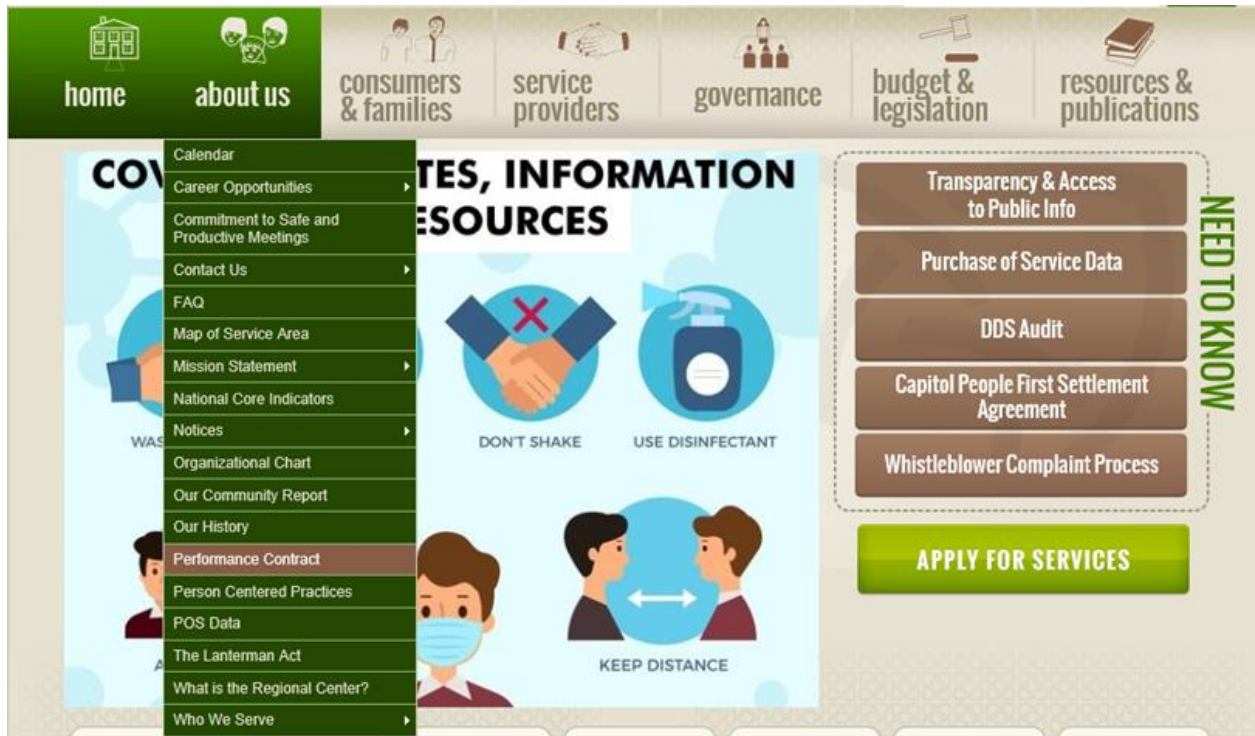 home
about us
consumers
& families
service
providers
governance
budget &
legislation
resources &
publications
Calendar
Career Opportunities
Commitment to Safe and
Productive Meetings
Contact Us
FAQ
Map of Service Area
Mission Statement
National Core Indicators
Notices
Organizational Chart
Our Community Report
Our History
Performance Contract
Person Centered Practices
POS Data
The Lanterman Act
What is the Regional Center?
Who We Serve
INFORMATION
DON'T SHAKE
USE DISINFECTANT
KEEP DISTANCE
Transparency & Access
to Public Info
Purchase of Service Data
DDS Audit
Capitol People First Settlement
Agreement
Whistleblower Complaint Process
NEED TO KNOW
APPLY FOR SERVICES